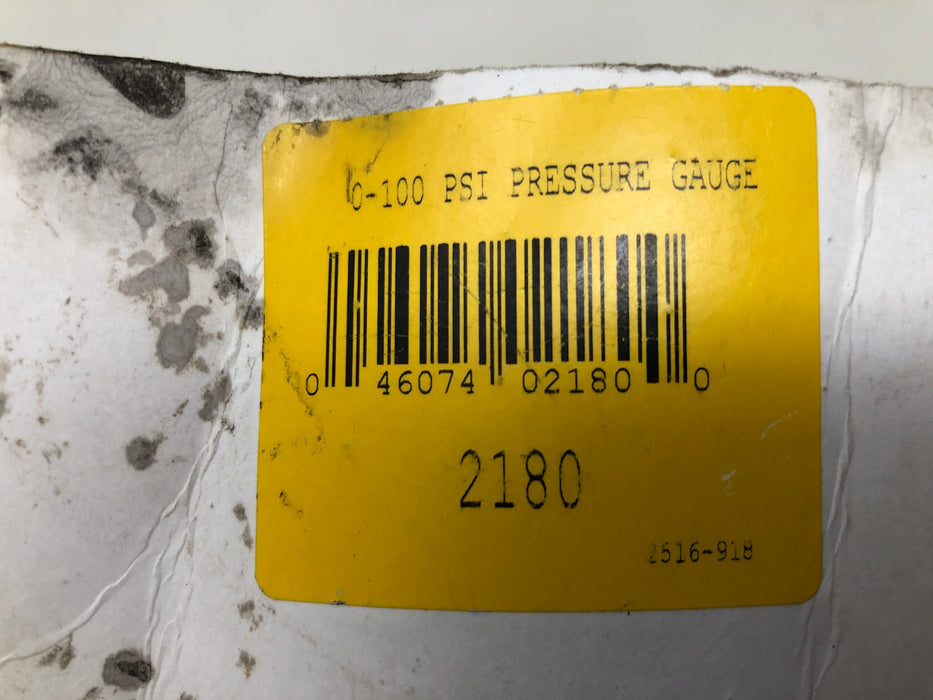 0-100 PSI PRESSURE GAUGE
0 46074 02180 0
2180
2516-918